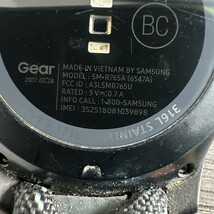 BC
Gear
2017.02.28
MADE IN VIETNAM BY SAMSUNG
MODEL: SM-R765A (6547A)
FCC ID: A3LSMR765U
RATED: 5 V⎓0.7 A
INFO CALL: 1-800-SAMSUNG
IMEI: 352518081039898
316L STAINL